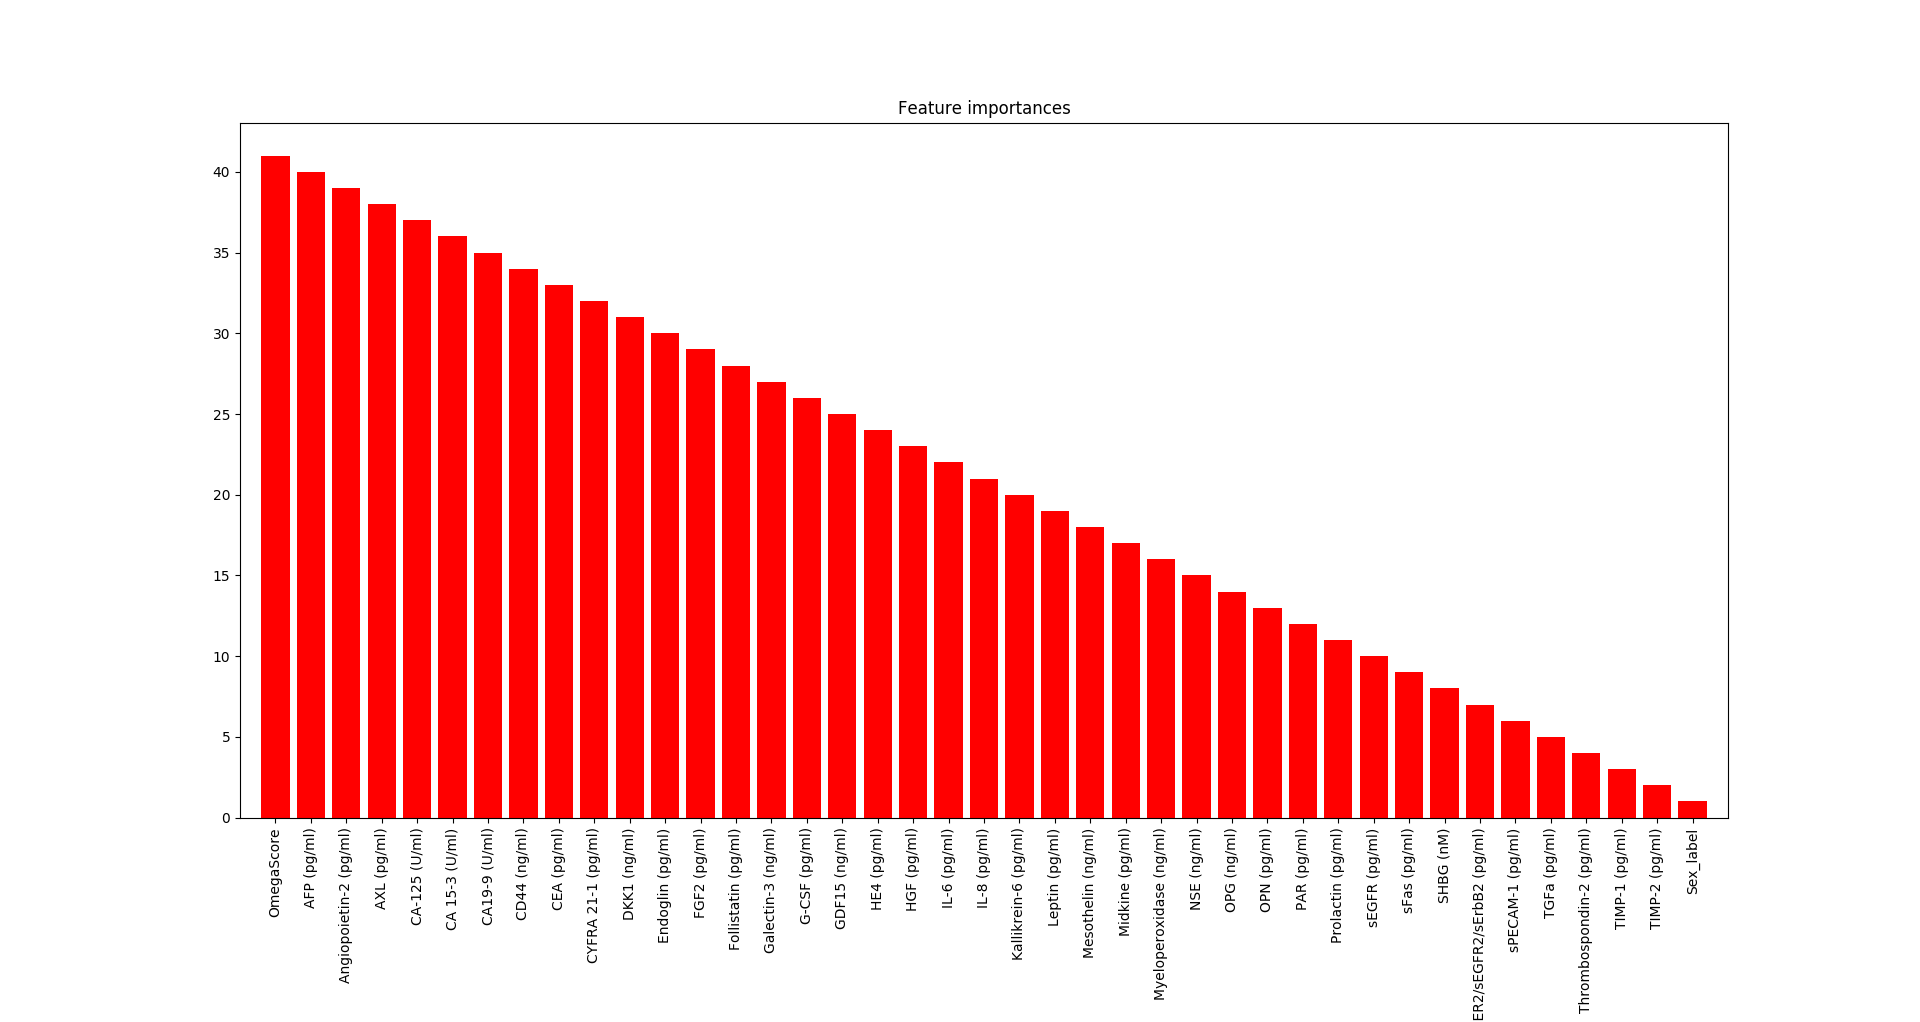 Feature importances
40
35
30
25
20
15
10
5
0
OmegaScore
AFP (pg/ml)
Angiopoietin-2 (pg/ml)
AXL (pg/ml)
CA-125 (U/ml)
CA 15-3 (U/ml)
CA19-9 (U/ml)
CD44 (ng/ml)
CEA (pg/ml)
CYFRA 21-1 (pg/ml)
DKK1 (ng/ml)
Endoglin (pg/ml)
FGF2 (pg/ml)
Follistatin (pg/ml)
Galectin-3 (ng/ml)
G-CSF (pg/ml)
GDF15 (ng/ml)
HE4 (pg/ml)
HGF (pg/ml)
IL-6 (pg/ml)
IL-8 (pg/ml)
Kallikrein-6 (pg/ml)
Leptin (pg/ml)
Mesothelin (ng/ml)
Midkine (pg/ml)
Myeloperoxidase (ng/ml)
NSE (ng/ml)
OPG (ng/ml)
OPN (pg/ml)
PAR (pg/ml)
Prolactin (pg/ml)
sEGFR (pg/ml)
sFas (pg/ml)
SHBG (nM)
ER2/sEGFR2/sErbB2 (pg/ml)
sPECAM-1 (pg/ml)
TGFa (pg/ml)
Thrombospondin-2 (pg/ml)
TIMP-1 (pg/ml)
TIMP-2 (pg/ml)
Sex_label